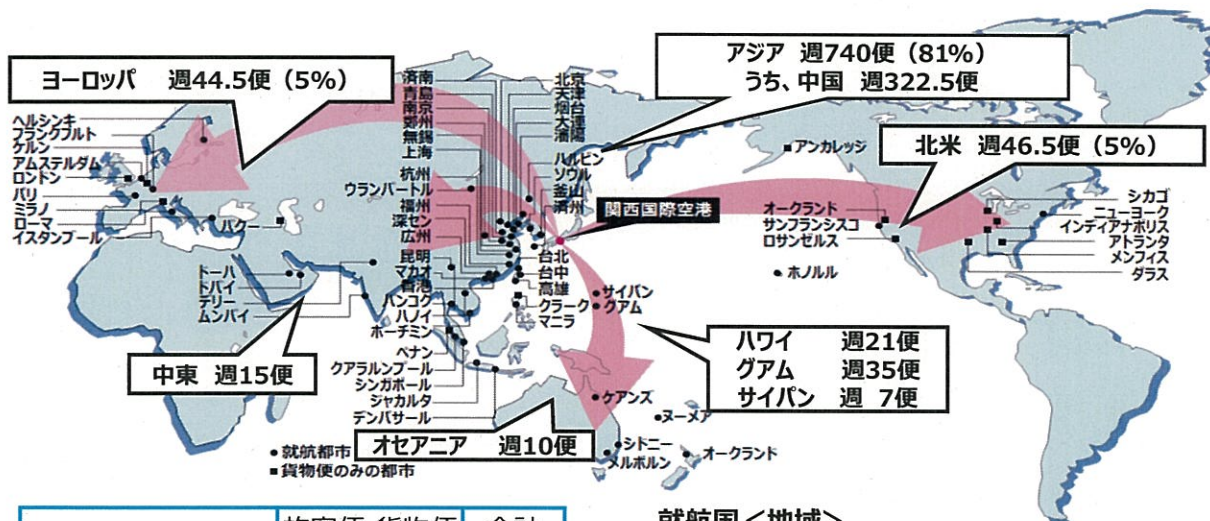 アジア 週740便（81%）
うち、中国 週322.5便
ヨーロッパ 週44.5便（5%）
北米 週46.5便（5%）
ハワイ 週21便
グアム 週35便
サイパン 週 7便
中東 週15便
オセアニア 週10便
関西国際空港
ヘルシンキ
フランクフルト
ケルン
アムステルダム
ロンドン
パリ
ミラノ
ローマ
イスタンブール
バクー
ドーハ
ドバイ
デリー
ムンバイ
済南
青島
南京
鄭州
無錫
上海
杭州
ウランバートル
福州
深セン
広州
昆明
マカオ
香港
バンコク
ハノイ
ホーチミン
ペナン
クアラルンプール
シンガポール
ジャカルタ
デンパサール
北京
天津
烟台
大連
瀋陽
ハルビン
ソウル
釜山
済州
台北
台中
高雄
クラーク
マニラ
サイパン
グアム
ケアンズ
ヌーメア
シドニー
メルボルン
オークランド
アンカレッジ
オークランド
サンフランシスコ
ロサンゼルス
ホノルル
シカゴ
ニューヨーク
インディアナポリス
アトランタ
メンフィス
ダラス
●就航都市
■貨物便のみの都市